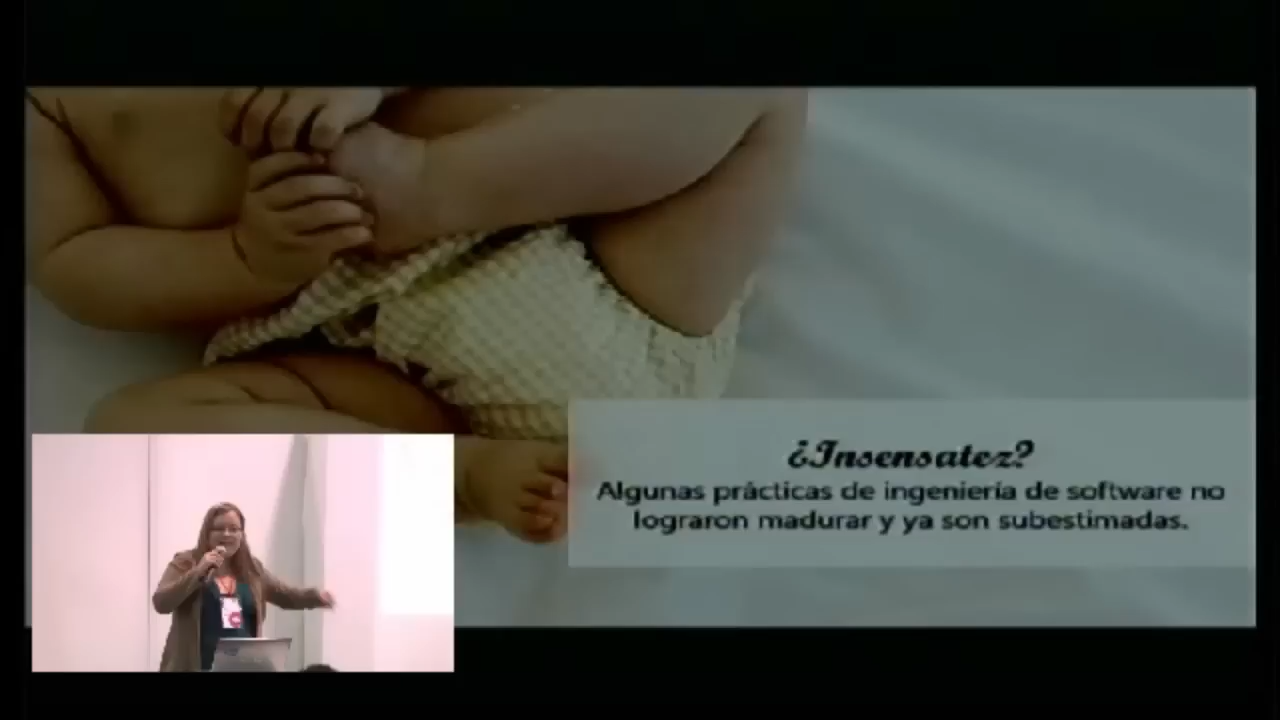 ¿Insensatez?
Algunas prácticas de ingeniería de software no
lograron madurar y ya son subestimadas.